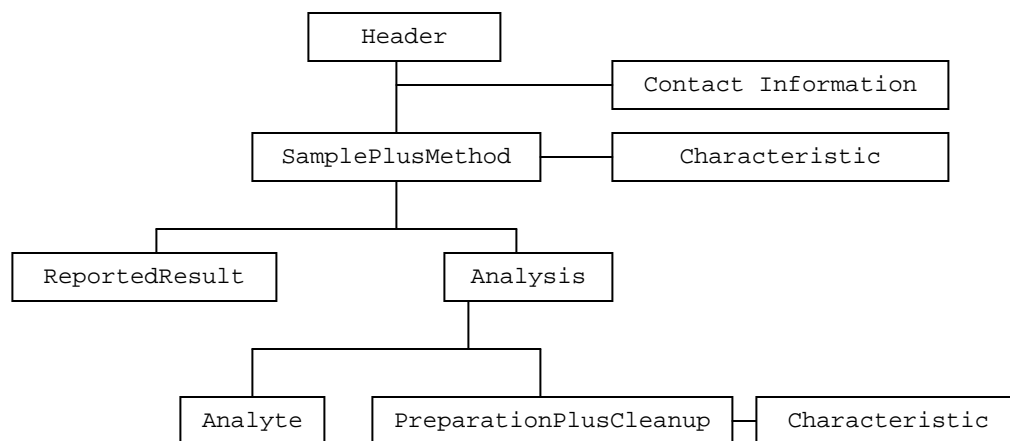 Header
Contact Information
SamplePlusMethod
Characteristic
ReportedResult
Analysis
Analyte
PreparationPlusCleanup
Characteristic